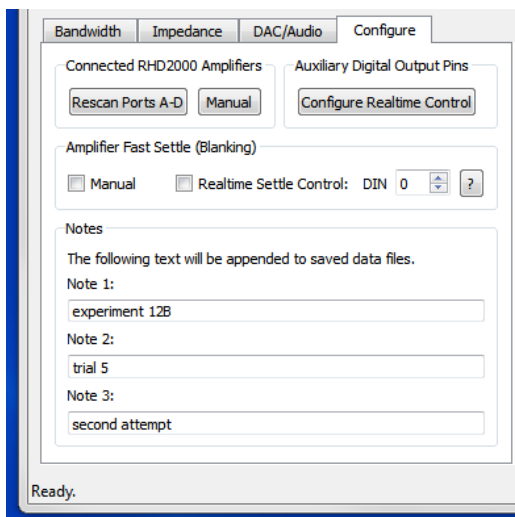 Bandwidth Impedance DAC/Audio Configure
Connected RHD2000 Amplifiers Auxiliary Digital Output Pins
Rescan Ports A-D Manual Configure Realtime Control
Amplifier Fast Settle (Blanking)
Manual Realtime Settle Control: DIN 0 ?
Notes
The following text will be appended to saved data files.
Note 1:
experiment 12B
Note 2:
trial 5
Note 3:
second attempt
Ready.